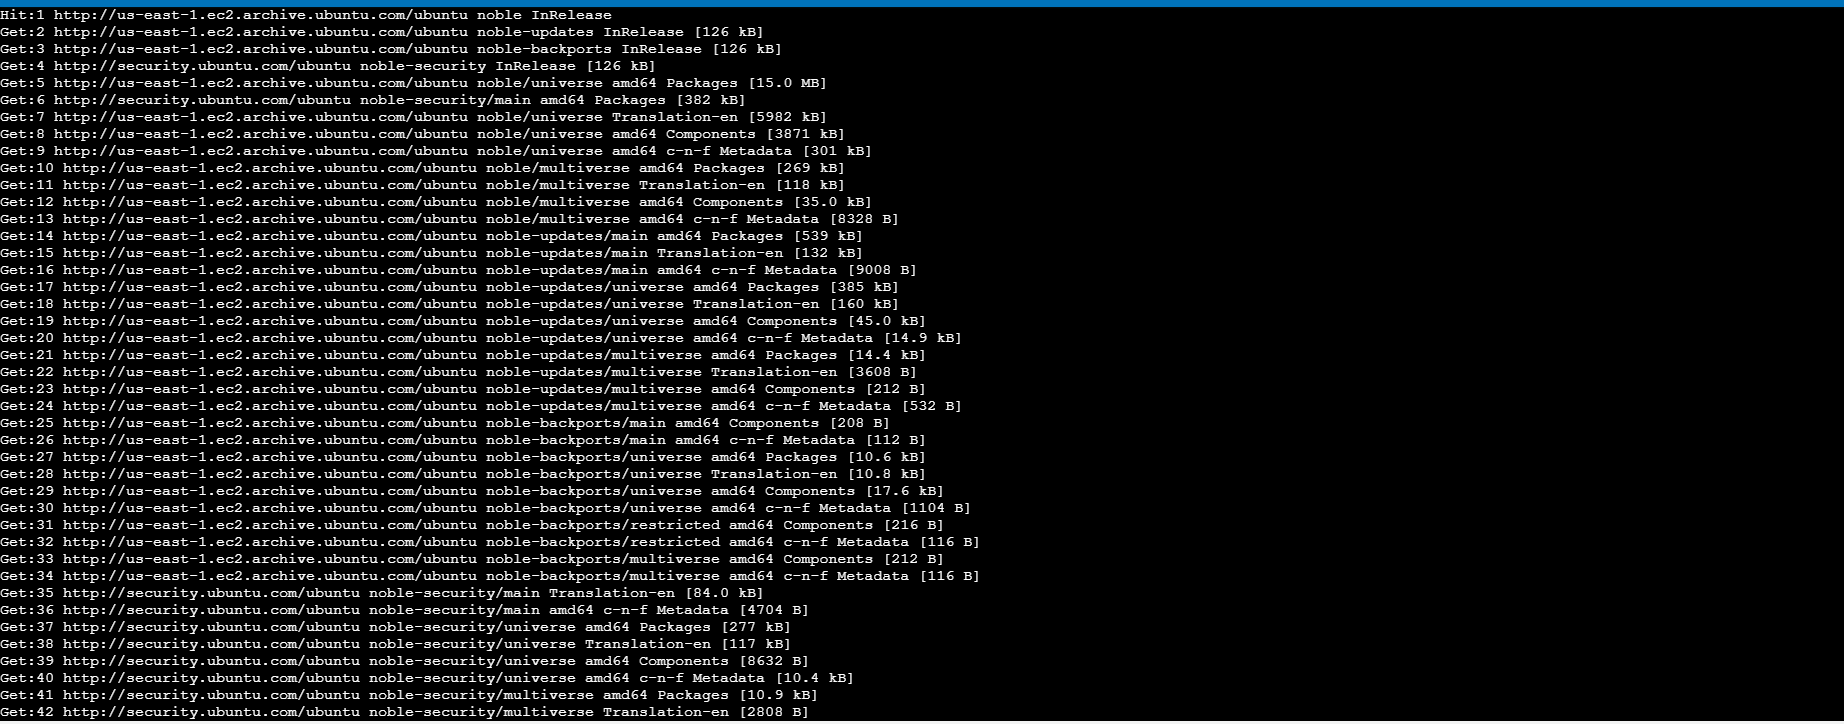 Hit:1 http://us-east-1.ec2.archive.ubuntu.com/ubuntu noble InRelease
Get:2 http://us-east-1.ec2.archive.ubuntu.com/ubuntu noble-updates InRelease [126 kB]
Get:3 http://us-east-1.ec2.archive.ubuntu.com/ubuntu noble-backports InRelease [126 kB]
Get:4 http://security.ubuntu.com/ubuntu noble-security InRelease [126 kB]
Get:5 http://us-east-1.ec2.archive.ubuntu.com/ubuntu noble/universe amd64 Packages [15.0 MB]
Get:6 http://security.ubuntu.com/ubuntu noble-security/main amd64 Packages [382 kB]
Get:7 http://us-east-1.ec2.archive.ubuntu.com/ubuntu noble/universe Translation-en [5982 kB]
Get:8 http://us-east-1.ec2.archive.ubuntu.com/ubuntu noble/universe amd64 Components [3871 kB]
Get:9 http://us-east-1.ec2.archive.ubuntu.com/ubuntu noble/universe amd64 c-n-f Metadata [301 kB]
Get:10 http://us-east-1.ec2.archive.ubuntu.com/ubuntu noble/multiverse amd64 Packages [269 kB]
Get:11 http://us-east-1.ec2.archive.ubuntu.com/ubuntu noble/multiverse Translation-en [118 kB]
Get:12 http://us-east-1.ec2.archive.ubuntu.com/ubuntu noble/multiverse amd64 Components [35.0 kB]
Get:13 http://us-east-1.ec2.archive.ubuntu.com/ubuntu noble/multiverse amd64 c-n-f Metadata [8328 B]
Get:14 http://us-east-1.ec2.archive.ubuntu.com/ubuntu noble-updates/main amd64 Packages [539 kB]
Get:15 http://us-east-1.ec2.archive.ubuntu.com/ubuntu noble-updates/main Translation-en [132 kB]
Get:16 http://us-east-1.ec2.archive.ubuntu.com/ubuntu noble-updates/main amd64 c-n-f Metadata [9008 B]
Get:17 http://us-east-1.ec2.archive.ubuntu.com/ubuntu noble-updates/universe amd64 Packages [385 kB]
Get:18 http://us-east-1.ec2.archive.ubuntu.com/ubuntu noble-updates/universe Translation-en [160 kB]
Get:19 http://us-east-1.ec2.archive.ubuntu.com/ubuntu noble-updates/universe amd64 Components [45.0 kB]
Get:20 http://us-east-1.ec2.archive.ubuntu.com/ubuntu noble-updates/universe amd64 c-n-f Metadata [14.9 kB]
Get:21 http://us-east-1.ec2.archive.ubuntu.com/ubuntu noble-updates/multiverse amd64 Packages [14.4 kB]
Get:22 http://us-east-1.ec2.archive.ubuntu.com/ubuntu noble-updates/multiverse Translation-en [3608 B]
Get:23 http://us-east-1.ec2.archive.ubuntu.com/ubuntu noble-updates/multiverse amd64 Components [212 B]
Get:24 http://us-east-1.ec2.archive.ubuntu.com/ubuntu noble-updates/multiverse amd64 c-n-f Metadata [532 B]
Get:25 http://us-east-1.ec2.archive.ubuntu.com/ubuntu noble-backports/main amd64 Components [208 B]
Get:26 http://us-east-1.ec2.archive.ubuntu.com/ubuntu noble-backports/main amd64 c-n-f Metadata [112 B]
Get:27 http://us-east-1.ec2.archive.ubuntu.com/ubuntu noble-backports/universe amd64 Packages [10.6 kB]
Get:28 http://us-east-1.ec2.archive.ubuntu.com/ubuntu noble-backports/universe Translation-en [10.8 kB]
Get:29 http://us-east-1.ec2.archive.ubuntu.com/ubuntu noble-backports/universe amd64 Components [17.6 kB]
Get:30 http://us-east-1.ec2.archive.ubuntu.com/ubuntu noble-backports/universe amd64 c-n-f Metadata [1104 B]
Get:31 http://us-east-1.ec2.archive.ubuntu.com/ubuntu noble-backports/restricted amd64 Components [216 B]
Get:32 http://us-east-1.ec2.archive.ubuntu.com/ubuntu noble-backports/restricted amd64 c-n-f Metadata [116 B]
Get:33 http://us-east-1.ec2.archive.ubuntu.com/ubuntu noble-backports/multiverse amd64 Components [212 B]
Get:34 http://us-east-1.ec2.archive.ubuntu.com/ubuntu noble-backports/multiverse amd64 c-n-f Metadata [116 B]
Get:35 http://security.ubuntu.com/ubuntu noble-security/main Translation-en [84.0 kB]
Get:36 http://security.ubuntu.com/ubuntu noble-security/main amd64 c-n-f Metadata [4704 B]
Get:37 http://security.ubuntu.com/ubuntu noble-security/universe amd64 Packages [277 kB]
Get:38 http://security.ubuntu.com/ubuntu noble-security/universe Translation-en [117 kB]
Get:39 http://security.ubuntu.com/ubuntu noble-security/universe amd64 Components [8632 B]
Get:40 http://security.ubuntu.com/ubuntu noble-security/universe amd64 c-n-f Metadata [10.4 kB]
Get:41 http://security.ubuntu.com/ubuntu noble-security/multiverse amd64 Packages [10.9 kB]
Get:42 http://security.ubuntu.com/ubuntu noble-security/multiverse Translation-en [2808 B]